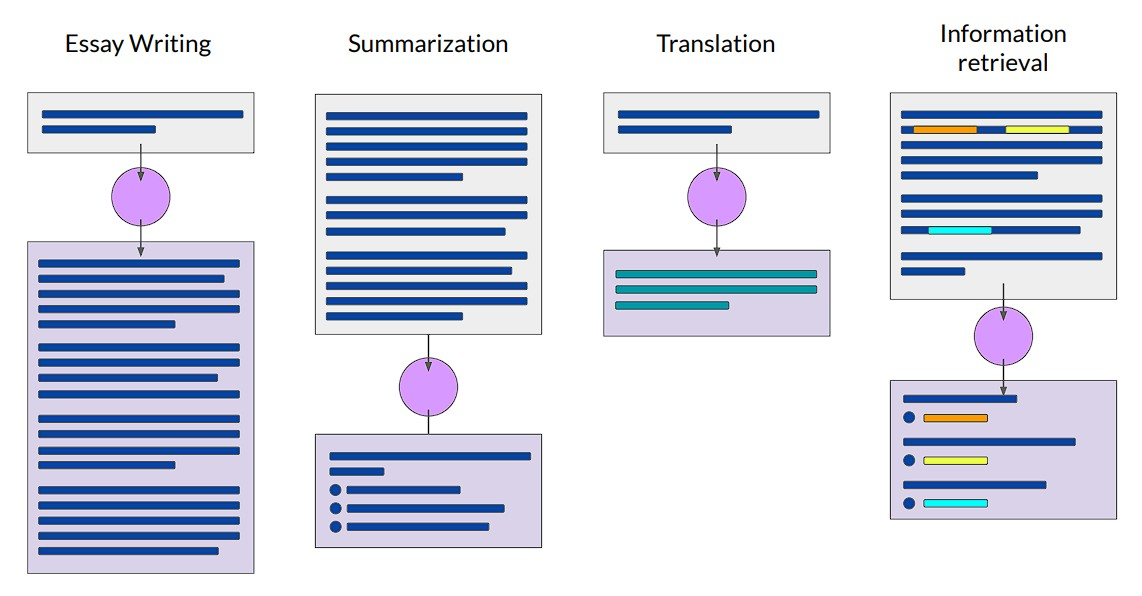 Essay Writing
Summarization
Translation
Information
retrieval